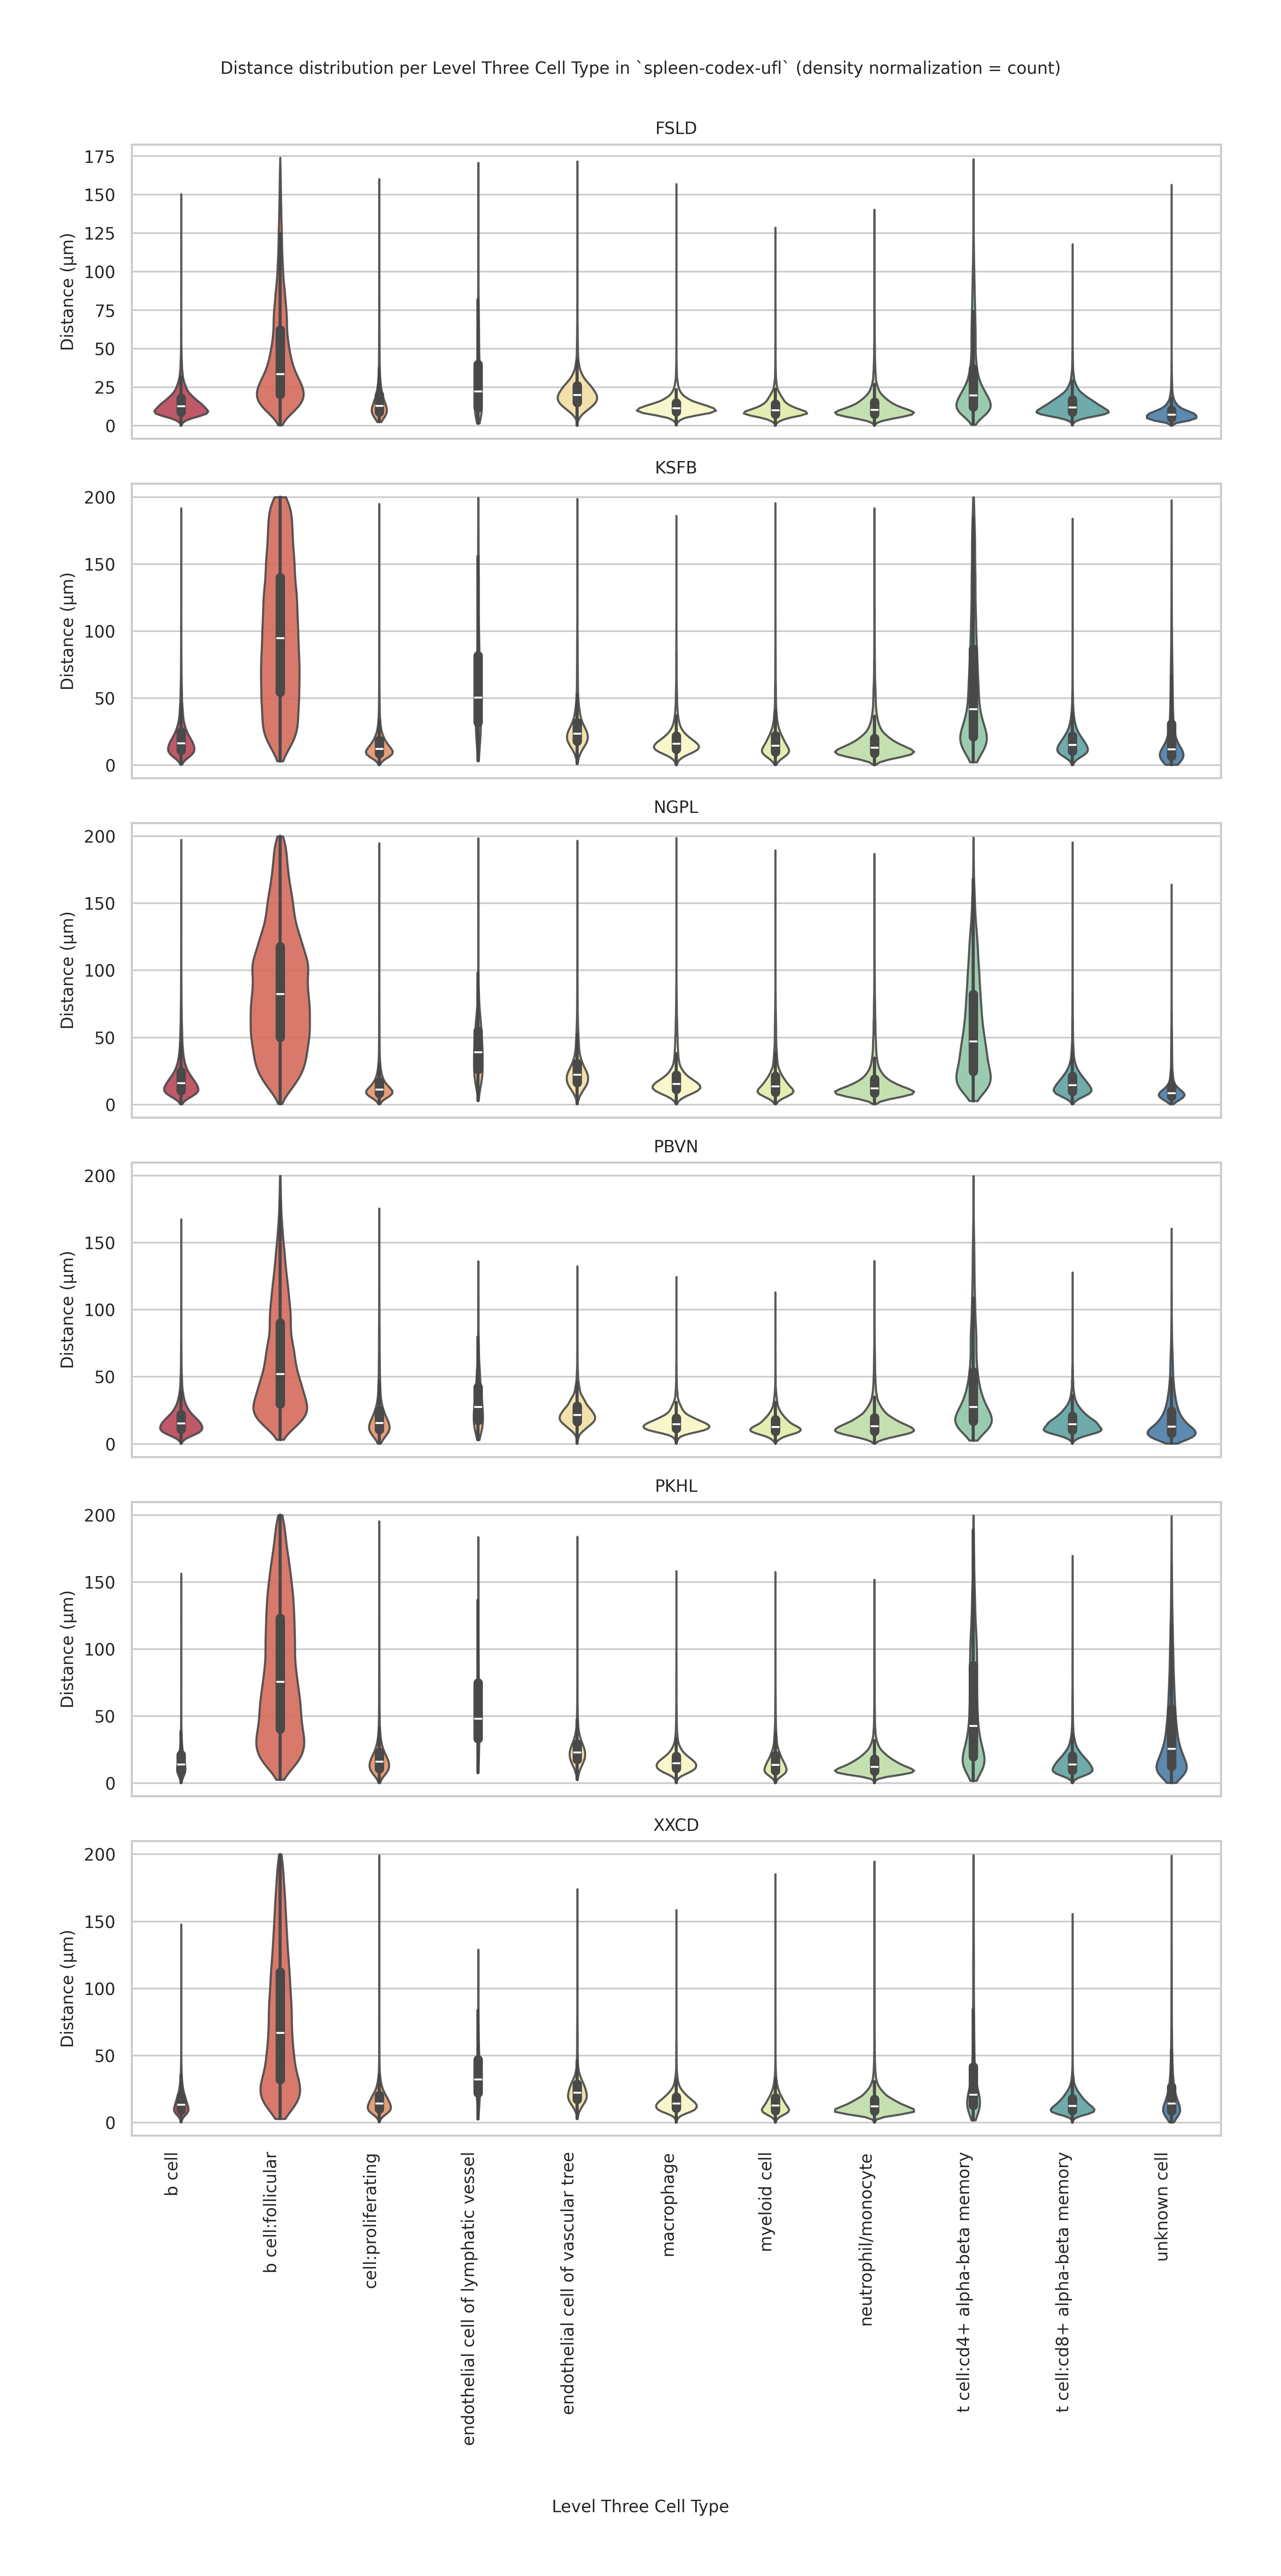 Distance distribution per Level Three Cell Type in `spleen-codex-ufl` (density normalization = count)
FSLD
175
150
125
100
75
50
25
0
Distance (µm)
KSFB
200
150
100
50
0
Distance (µm)
NGPL
200
150
100
50
0
Distance (µm)
PBVN
200
150
100
50
0
Distance (µm)
PKHL
200
150
100
50
0
Distance (µm)
XXCD
200
150
100
50
0
Distance (µm)
b cell
b cell:follicular
cell:proliferating
endothelial cell of lymphatic vessel
endothelial cell of vascular tree
macrophage
myeloid cell
neutrophil/monocyte
t cell:cd4+ alpha-beta memory
t cell:cd8+ alpha-beta memory
unknown cell
Level Three Cell Type